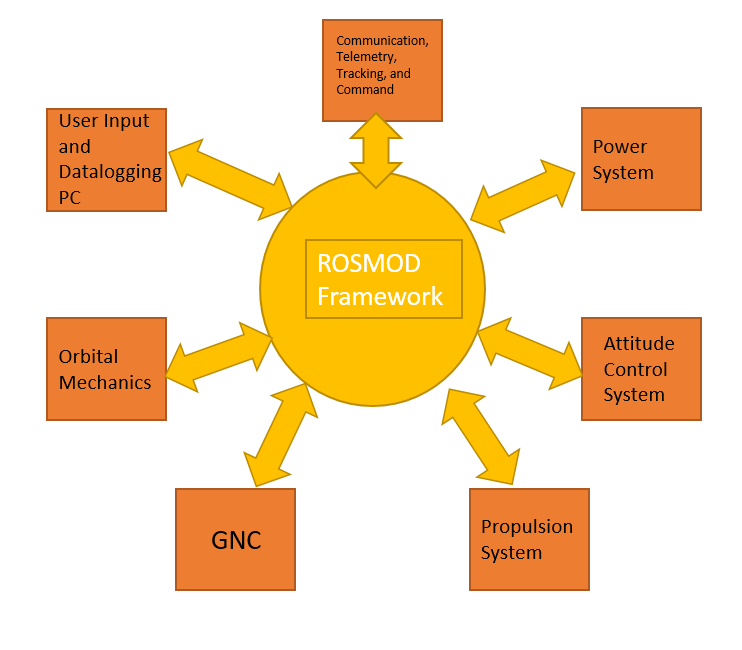 Communication,
Telemetry,
Tracking, and
Command
User Input
and
Datalogging
PC
Power
System
ROSMOD
Framework
Orbital
Mechanics
Attitude
Control
System
GNC
Propulsion
System